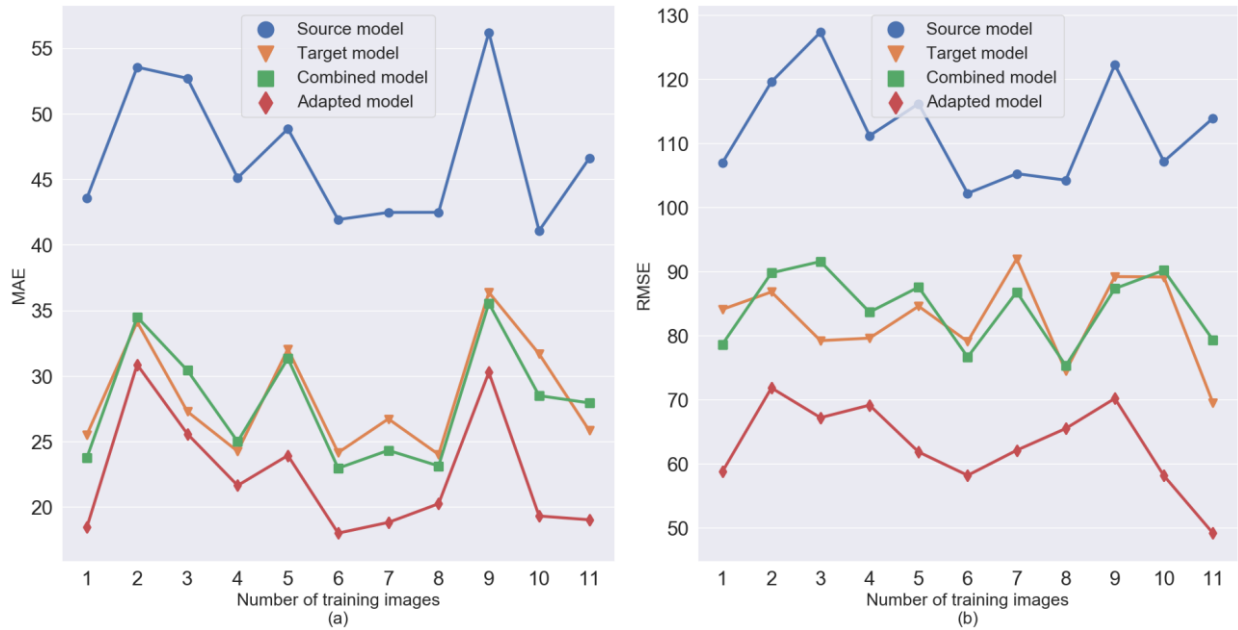 55
50
45
40
35
30
25
20
MAE
Source model
Target model
Combined model
Adapted model
1 2 3 4 5 6 7 8 9 10 11
Number of training images
(a)
130
120
110
100
90
80
70
60
50
RMSE
Source model
Target model
Combined model
Adapted model
1 2 3 4 5 6 7 8 9 10 11
Number of training images
(b)